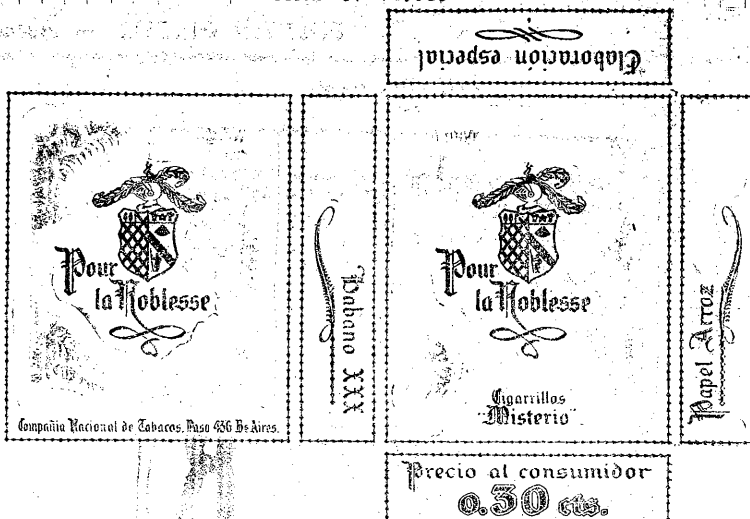 Elaboración especial
Pour
la Noblesse
Compañia Nacional de Tabacos, Paso 436 Bs Aires.
Habano XXX
Pour
la Noblesse
Cigarrillos
"Misterio"
Papel Arroz
Precio al consumidor
0.30 cts.